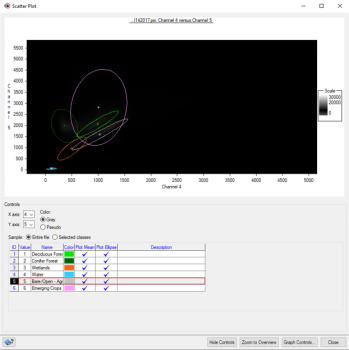 Scatter Plot
...l162017.pix: Channel 4 versus Channel 5
5500
5000
4500
4000
3500
3000
2500
2000
1500
1000
500
0
Channel 5
0 500 1000 1500 2000 2500 3000 3500 4000 4500 5000
Channel 4
Scale
30000
20000
0
Controls
X axis: 4
Y axis: 5
Color:
Gray
Pseudo
Sample: Entire file Selected classes
ID Value Name Color Plot Mean Plot Ellipse Description
1 1 Deciduous Fores
2 2 Conifer Forest
3 3 Wetlands
4 4 Water
5 5 Bare/Open - Agr
6 6 Emerging Crops
Hide Controls Zoom to Overview Graph Controls... Close